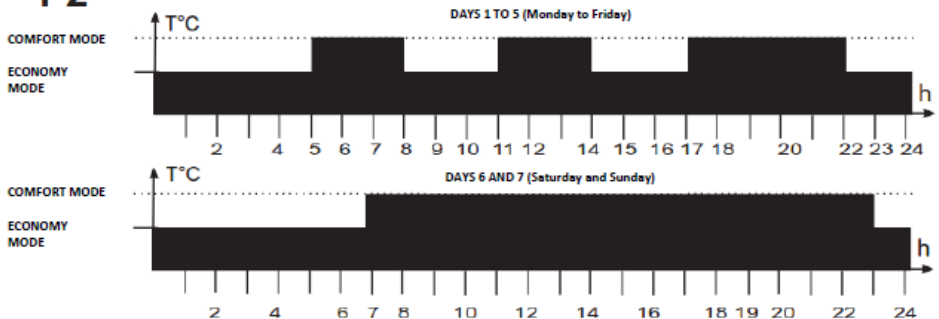 T°C
DAYS 1 TO 5 (Monday to Friday)
COMFORT MODE
ECONOMY
MODE
h
2 4 5 6 7 8 9 10 11 12 14 15 16 17 18 20 22 23 24
T°C
DAYS 6 AND 7 (Saturday and Sunday)
COMFORT MODE
ECONOMY
MODE
h
2 4 6 7 8 10 12 14 16 18 19 20 22 24